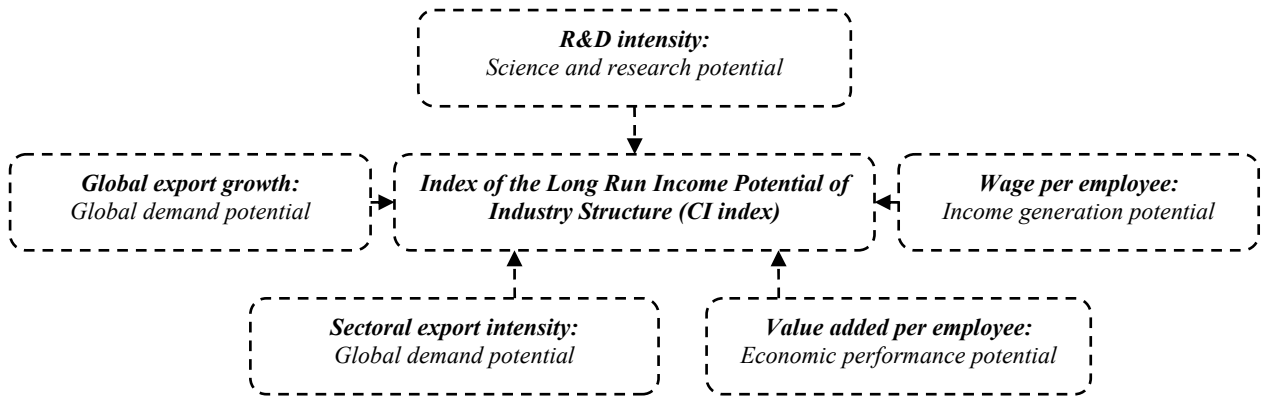 R&D intensity:
Science and research potential
Global export growth:
Global demand potential
Index of the Long Run Income Potential of
Industry Structure (CI index)
Wage per employee:
Income generation potential
Sectoral export intensity:
Global demand potential
Value added per employee:
Economic performance potential